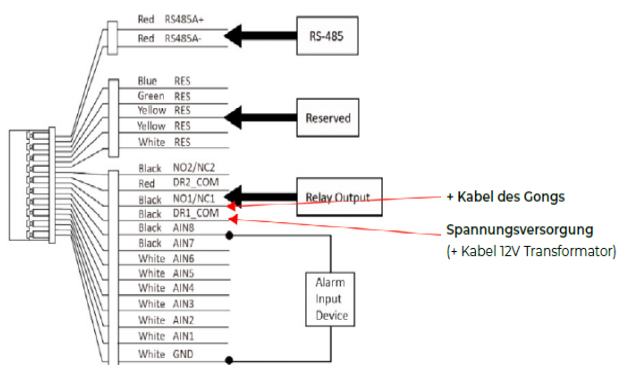 Red RS485A+
Red RS485A-
RS-485
Blue RES
Green RES
Yellow RES
Yellow RES
White RES
Reserved
Black NO2/NC2
Red DR2_COM
Black NO1/NC1
Black DR1_COM
Relay Output
+ Kabel des Gongs
Spannungsversorgung
(+ Kabel 12V Transformator)
Black AIN8
Black AIN7
White AIN6
White AIN5
White AIN4
White AIN3
White AIN2
White AIN1
White GND
Alarm
Input
Device